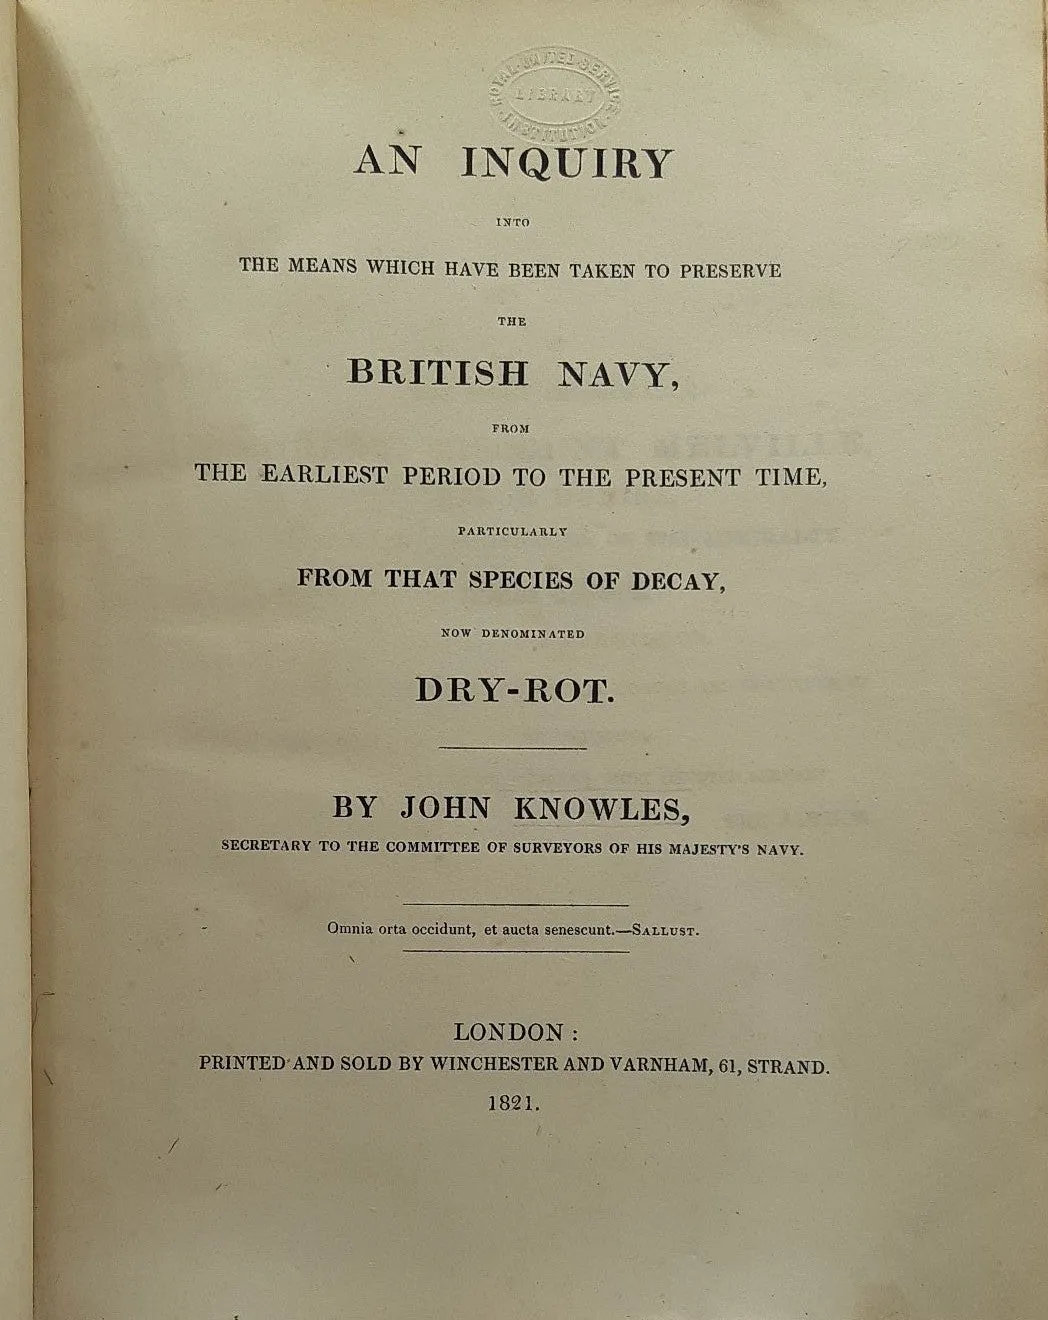 ROYAL UNITED SERVICE INSTITUTION
LIBRARY
AN INQUIRY
INTO
THE MEANS WHICH HAVE BEEN TAKEN TO PRESERVE
THE
BRITISH NAVY,
FROM
THE EARLIEST PERIOD TO THE PRESENT TIME,
PARTICULARLY
FROM THAT SPECIES OF DECAY,
NOW DENOMINATED
DRY-ROT.
BY JOHN KNOWLES,
SECRETARY TO THE COMMITTEE OF SURVEYORS OF HIS MAJESTY'S NAVY.
Omnia orta occidunt, et aucta senescunt.—SALLUST.
LONDON:
PRINTED AND SOLD BY WINCHESTER AND VARNHAM, 61, STRAND.
1821.